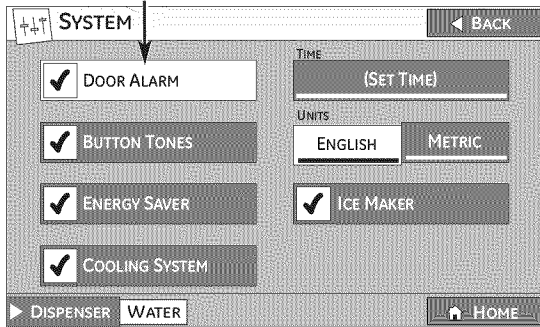 SYSTEM
BACK
DOOR ALARM
BUTTON TONES
ENERGY SAVER
COOLING SYSTEM
TIME
(SET TIME)
UNITS
ENGLISH METRIC
ICE MAKER
DISPENSER WATER
HOME